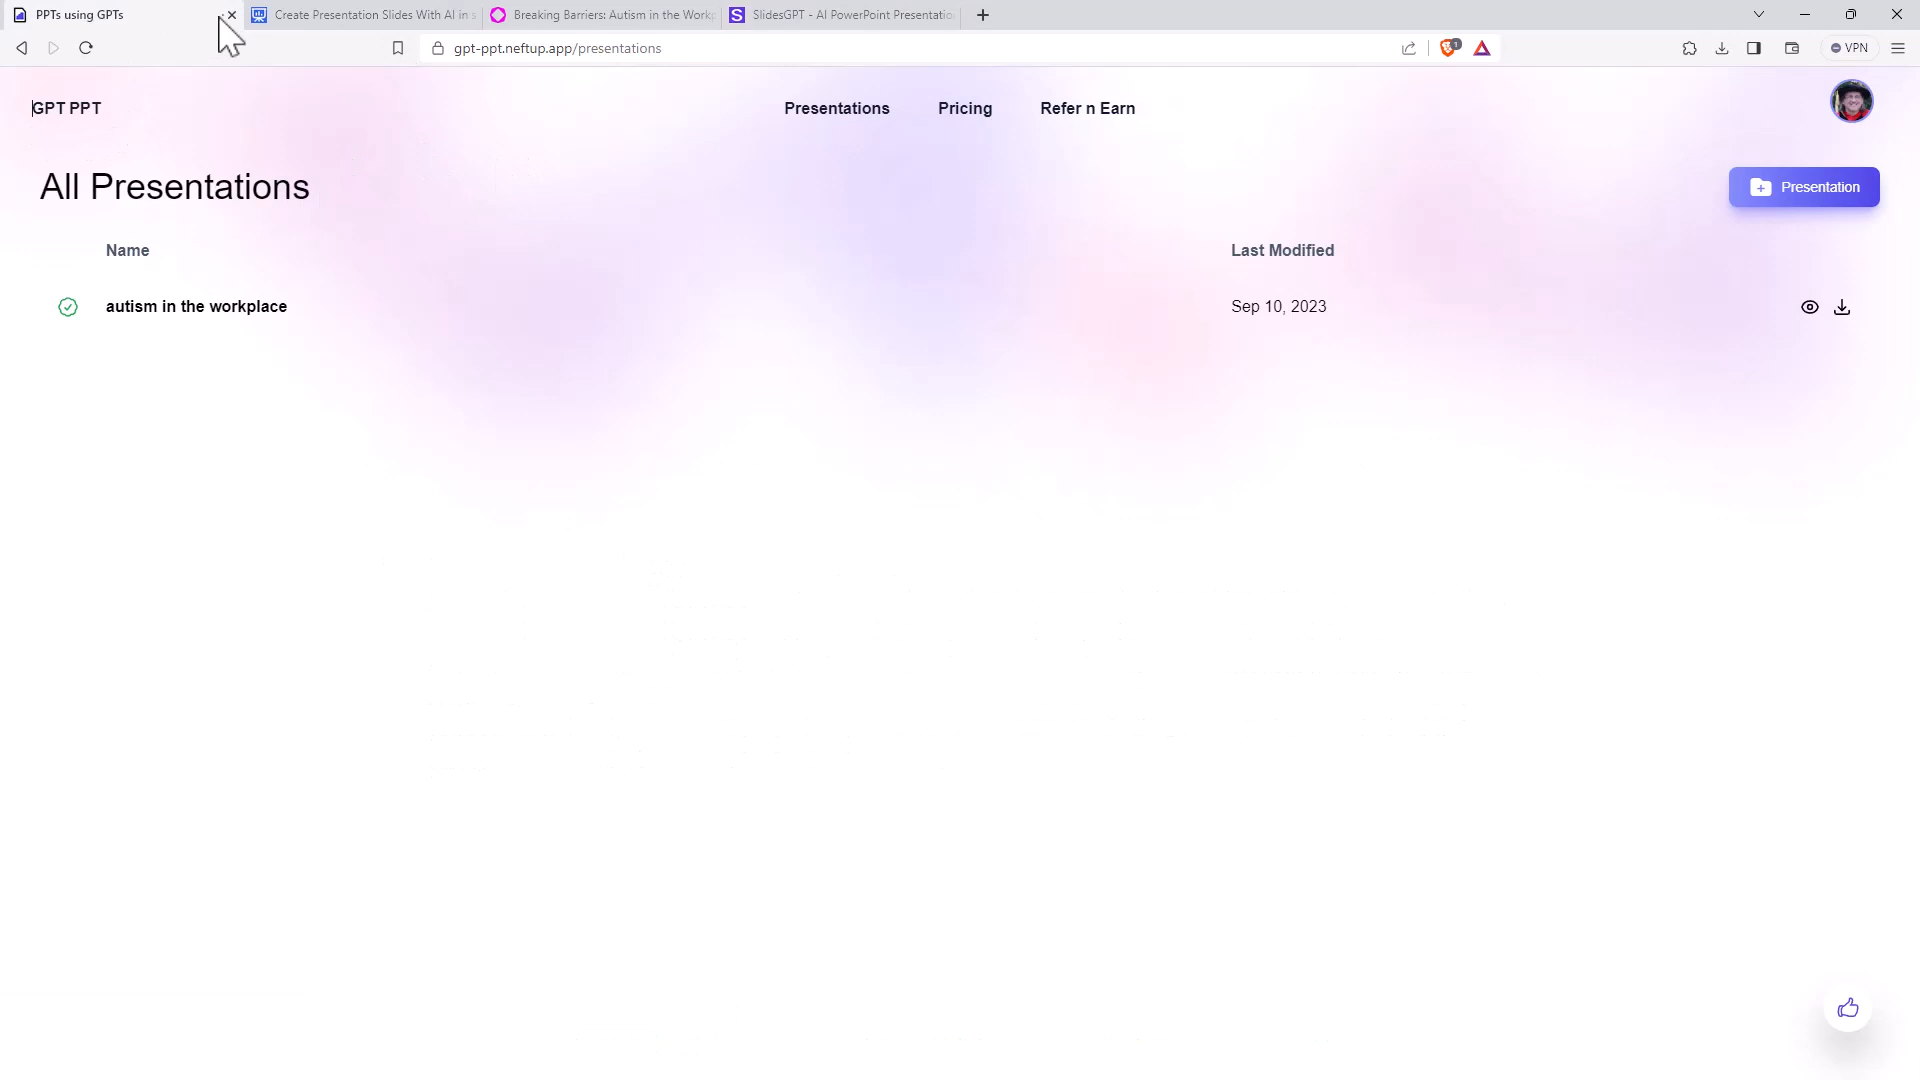 PPTs using GPTs
Create Presentation Slides With AI in s
Breaking Barriers: Autism in the Workp
SlidesGPT - AI PowerPoint Presentatio
gpt-ppt.neftup.app/presentations
1
VPN
GPT PPT
Presentations
Pricing
Refer n Earn
All Presentations
Presentation
Name
Last Modified
autism in the workplace
Sep 10, 2023